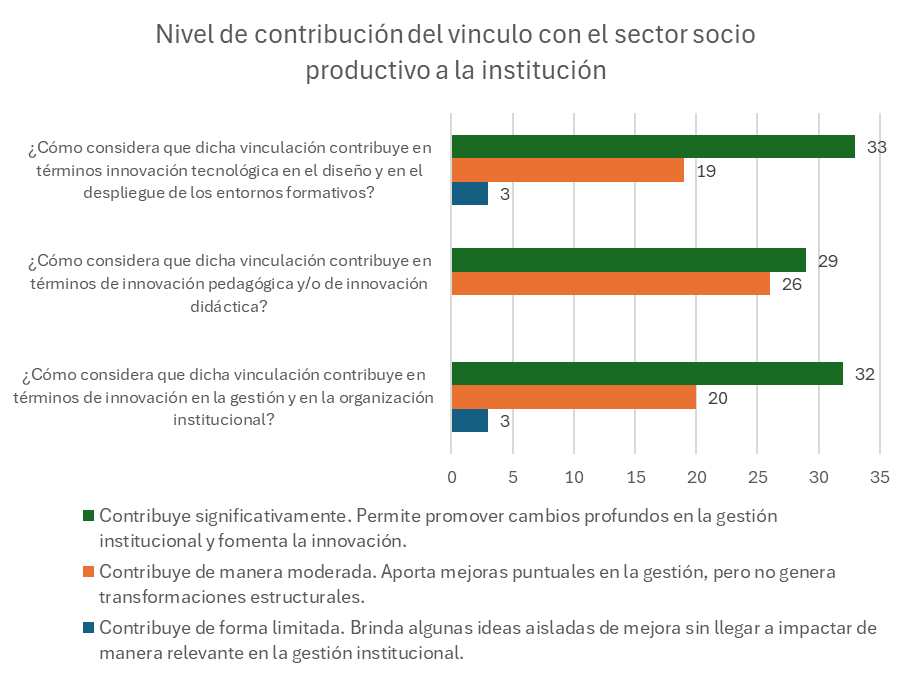 Nivel de contribución del vinculo con el sector socio
productivo a la institución
¿Cómo considera que dicha vinculación contribuye en
términos innovación tecnológica en el diseño y en el
despliegue de los entornos formativos?
33
19
3
¿Cómo considera que dicha vinculación contribuye en
términos de innovación pedagógica y/o de innovación
didáctica?
29
26
¿Cómo considera que dicha vinculación contribuye en
términos de innovación en la gestión y en la organización
institucional?
32
20
3
0 5 10 15 20 25 30 35
Contribuye significativamente. Permite promover cambios profundos en la gestión
institucional y fomenta la innovación.
Contribuye de manera moderada. Aporta mejoras puntuales en la gestión, pero no genera
transformaciones estructurales.
Contribuye de forma limitada. Brinda algunas ideas aisladas de mejora sin llegar a impactar de
manera relevante en la gestión institucional.